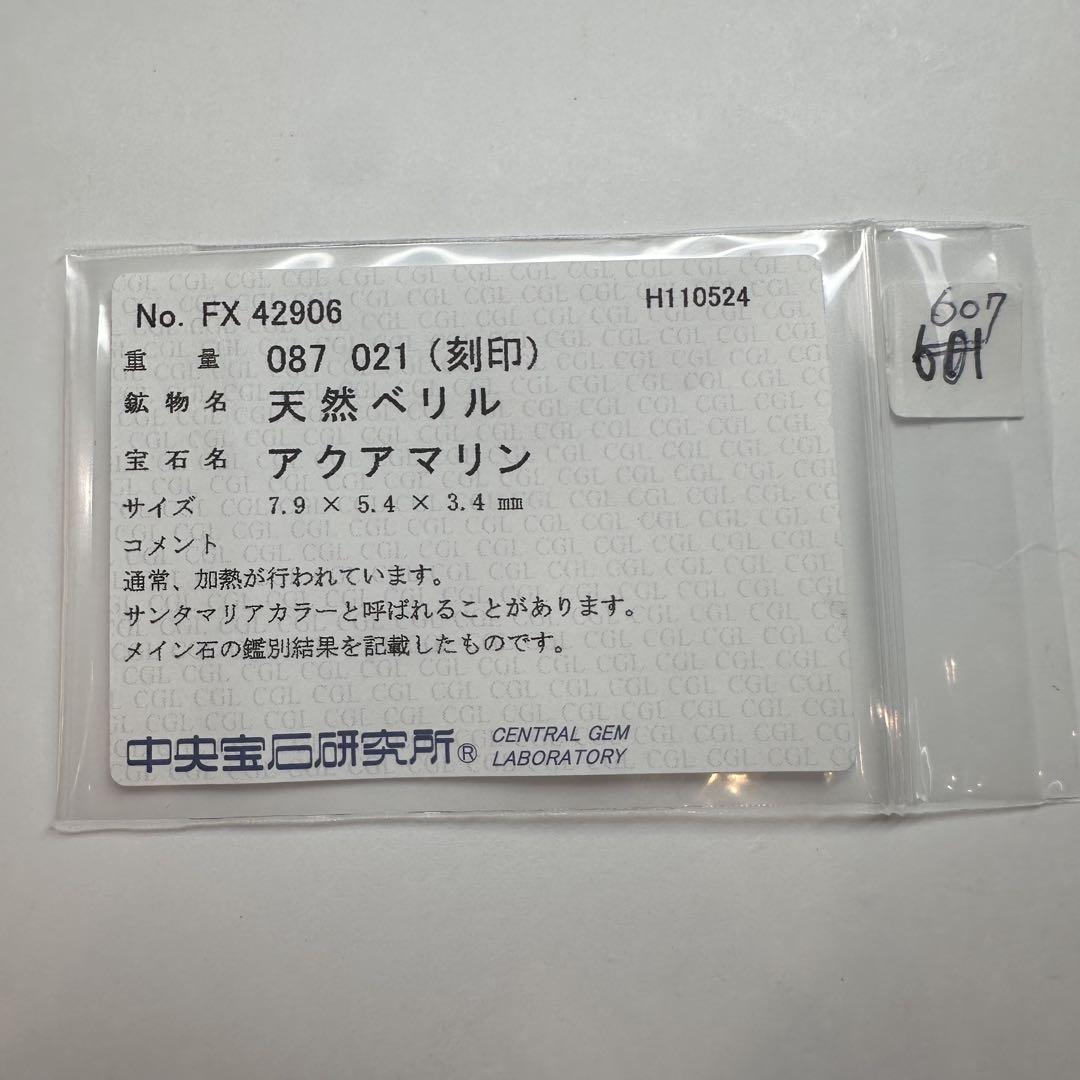 No. FX 42906 H110524
重量 087 021 (刻印)
鉱物名 天然ベリル
宝石名 アクアマリン
サイズ 7.9 × 5.4 × 3.4 ㎜
コメント
通常、加熱が行われています。
サンタマリアカラーと呼ばれることがあります。
メイン石の鑑別結果を記載したものです。
中央宝石研究所® CENTRAL GEM
LABORATORY
607
601